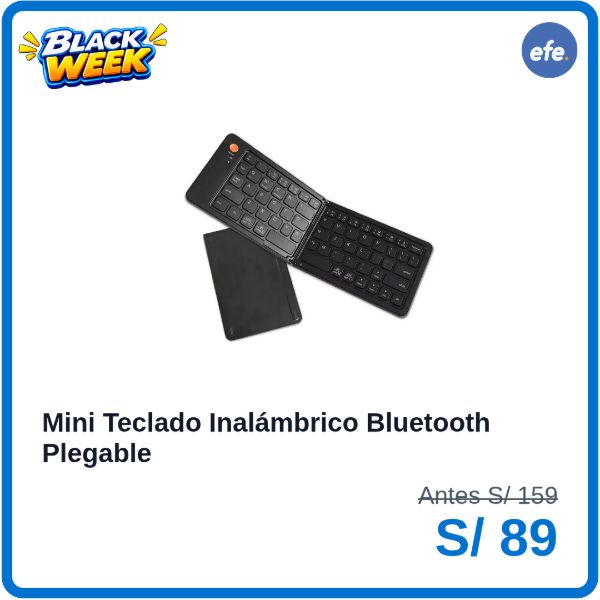 BLACK
WEEK
efe.
Mini Teclado Inalámbrico Bluetooth
Plegable
Antes S/ 159
S/ 89